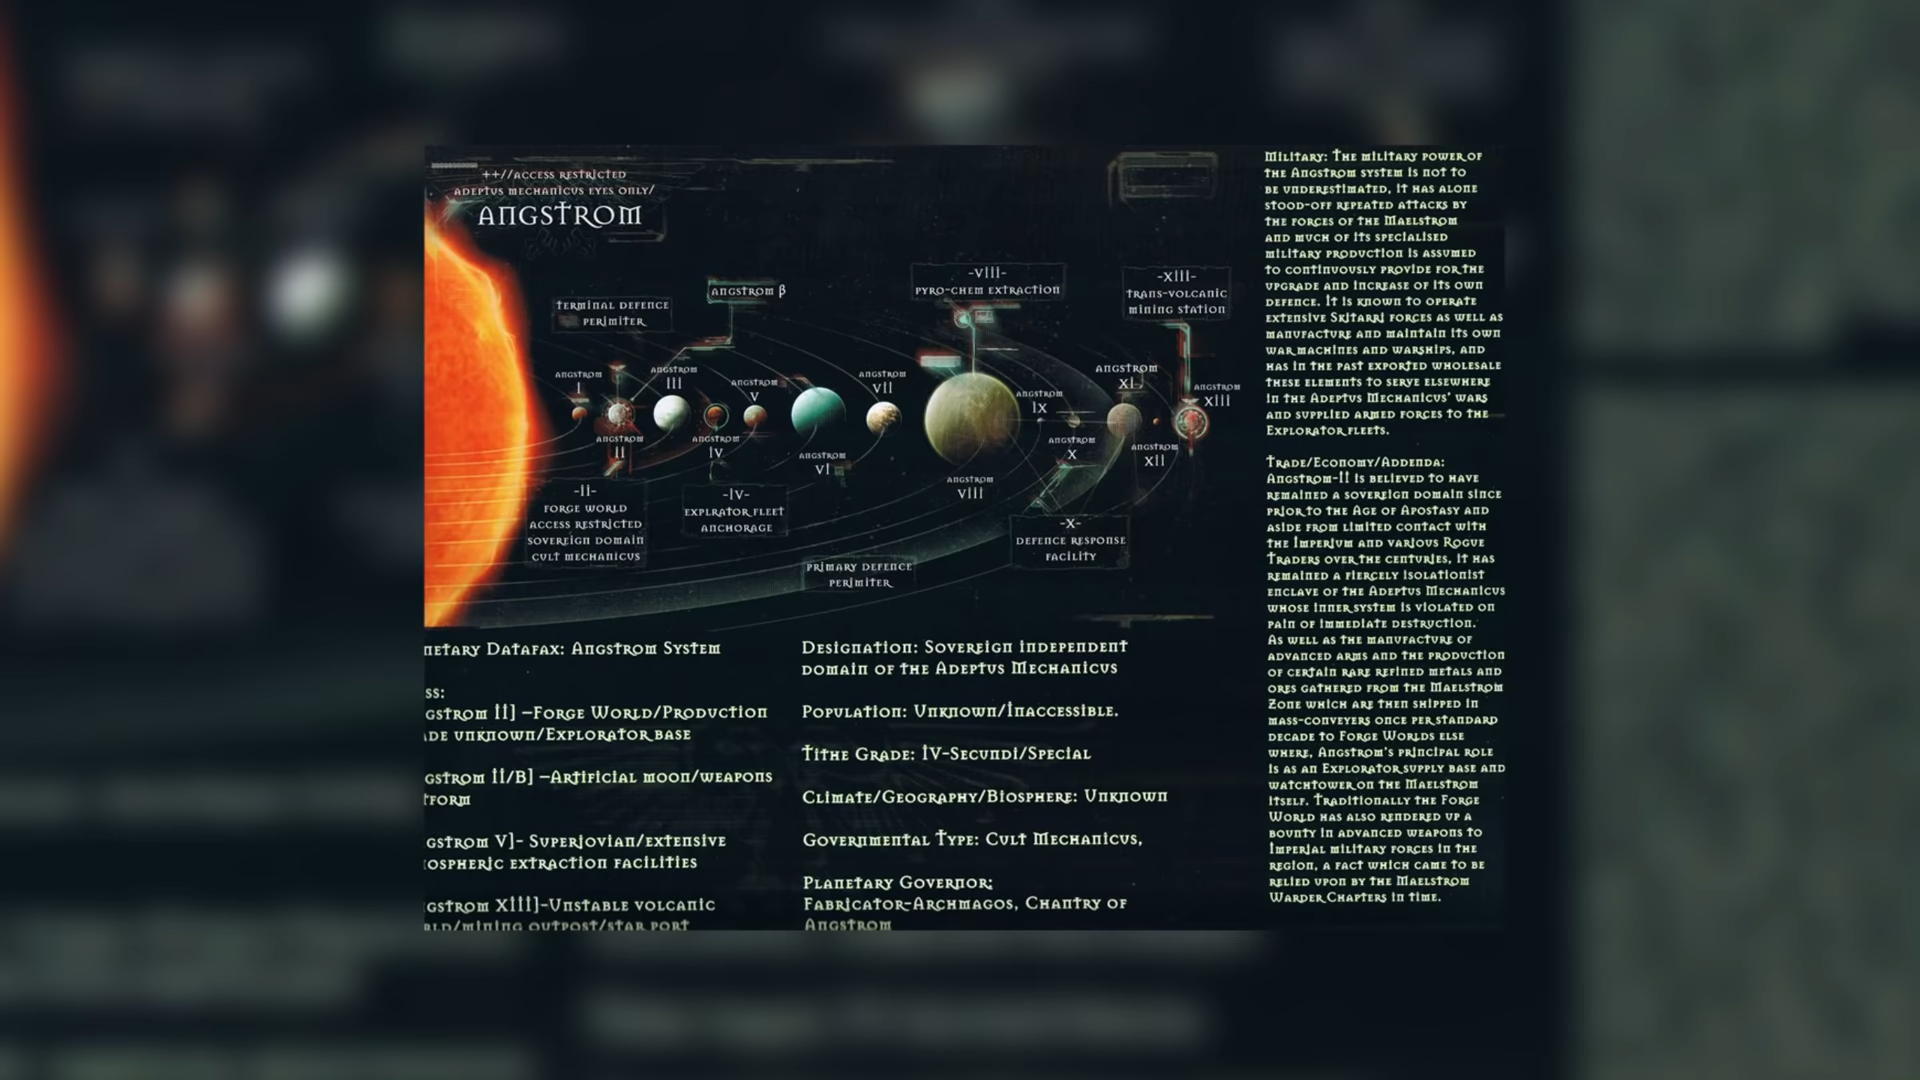 ++//ACCESS RESTRICTED
ADEPTUS MECHANICUS EYES ONLY/
ANGSTROM
TERMINAL DEFENCE
PERIMITER
ANGSTROM β
-VIII-
PYRO-CHEM EXTRACTION
-XIII-
TRANS-VOLCANIC
MINING STATION
ANGSTROM
I
ANGSTROM
II
ANGSTROM
III
ANGSTROM
IV
ANGSTROM
V
ANGSTROM
VI
ANGSTROM
VII
ANGSTROM
VIII
ANGSTROM
IX
ANGSTROM
X
ANGSTROM
XI
ANGSTROM
XII
ANGSTROM
XIII
-II-
FORGE WORLD
ACCESS RESTRICTED
SOVEREIGN DOMAIN
CULT MECHANICUS
-IV-
EXPLRATOR FLEET
ANCHORAGE
-X-
DEFENCE RESPONSE
FACILITY
PRIMARY DEFENCE
PERIMITER
NETARY DATAFAX: ANGSTROM SYSTEM
SS:
GSTROM II] –FORGE WORLD/PRODUCTION
ADE UNKNOWN/EXPLORATOR BASE
GSTROM II/B] –ARTIFICIAL MOON/WEAPONS
TFORM
GSTROM V]- SUPERJOVIAN/EXTENSIVE
OSPHERIC EXTRACTION FACILITIES
GSTROM XIII]-UNSTABLE VOLCANIC
RLD/MINING OUTPOST/STAR PORT
DESIGNATION: SOVEREIGN INDEPENDENT
DOMAIN OF THE ADEPTUS MECHANICUS
POPULATION: UNKNOWN/INACCESSIBLE.
TITHE GRADE: IV-SECUNDI/SPECIAL
CLIMATE/GEOGRAPHY/BIOSPHERE: UNKNOWN
GOVERNMENTAL TYPE: CULT MECHANICUS,
PLANETARY GOVERNOR:
FABRICATOR-ARCHMAGOS, CHANTRY OF
ANGSTROM
MILITARY: THE MILITARY POWER OF
THE ANGSTROM SYSTEM IS NOT TO
BE UNDERESTIMATED, IT HAS ALONE
STOOD-OFF REPEATED ATTACKS BY
THE FORCES OF THE MAELSTROM
AND MUCH OF ITS SPECIALISED
MILITARY PRODUCTION IS ASSUMED
TO CONTINUOUSLY PROVIDE FOR THE
UPGRADE AND INCREASE OF ITS OWN
DEFENCE. IT IS KNOWN TO OPERATE
EXTENSIVE SKITARRI FORCES AS WELL AS
MANUFACTURE AND MAINTAIN ITS OWN
WAR MACHINES AND WARSHIPS, AND
HAS IN THE PAST EXPORTED WHOLESALE
THESE ELEMENTS TO SERVE ELSEWHERE
IN THE ADEPTUS MECHANICUS' WARS
AND SUPPLIED ARMED FORCES TO THE
EXPLORATOR FLEETS.
TRADE/ECONOMY/ADDENDA:
ANGSTROM-II IS BELIEVED TO HAVE
REMAINED A SOVEREIGN DOMAIN SINCE
PRIOR TO THE AGE OF APOSTASY AND
ASIDE FROM LIMITED CONTACT WITH
THE IMPERIUM AND VARIOUS ROGUE
TRADERS OVER THE CENTURIES, IT HAS
REMAINED A FIERCELY ISOLATIONIST
ENCLAVE OF THE ADEPTUS MECHANICUS
WHOSE INNER SYSTEM IS VIOLATED ON
PAIN OF IMMEDIATE DESTRUCTION.
AS WELL AS THE MANUFACTURE OF
ADVANCED ARMS AND THE PRODUCTION
OF CERTAIN RARE REFINED METALS AND
ORES GATHERED FROM THE MAELSTROM
ZONE WHICH ARE THEN SHIPPED IN
MASS-CONVEYERS ONCE PER STANDARD
DECADE TO FORGE WORLDS ELSE
WHERE, ANGSTROM'S PRINCIPAL ROLE
IS AS AN EXPLORATOR SUPPLY BASE AND
WATCHTOWER ON THE MAELSTROM
ITSELF. TRADITIONALLY THE FORGE
WORLD HAS ALSO RENDERED UP A
BOUNTY IN ADVANCED WEAPONS TO
IMPERIAL MILITARY FORCES IN THE
REGION, A FACT WHICH CAME TO BE
RELIED UPON BY THE MAELSTROM
WARDER CHAPTERS IN TIME.